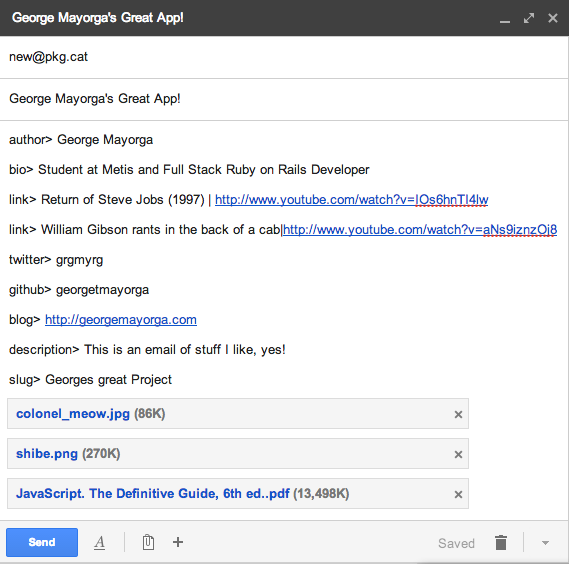 George Mayorga's Great App!
new@pkg.cat
George Mayorga's Great App!
author> George Mayorga
bio> Student at Metis and Full Stack Ruby on Rails Developer
link> Return of Steve Jobs (1997) | http://www.youtube.com/watch?v=IOs6hnTI4lw
link> William Gibson rants in the back of a cab|http://www.youtube.com/watch?v=aNs9iznzOj8
twitter> grgmyrg
github> georgetmayorga
blog> http://georgemayorga.com
description> This is an email of stuff I like, yes!
slug> Georges great Project
colonel_meow.jpg (86K)
shibe.png (270K)
JavaScript. The Definitive Guide, 6th ed..pdf (13,498K)
Send A Saved